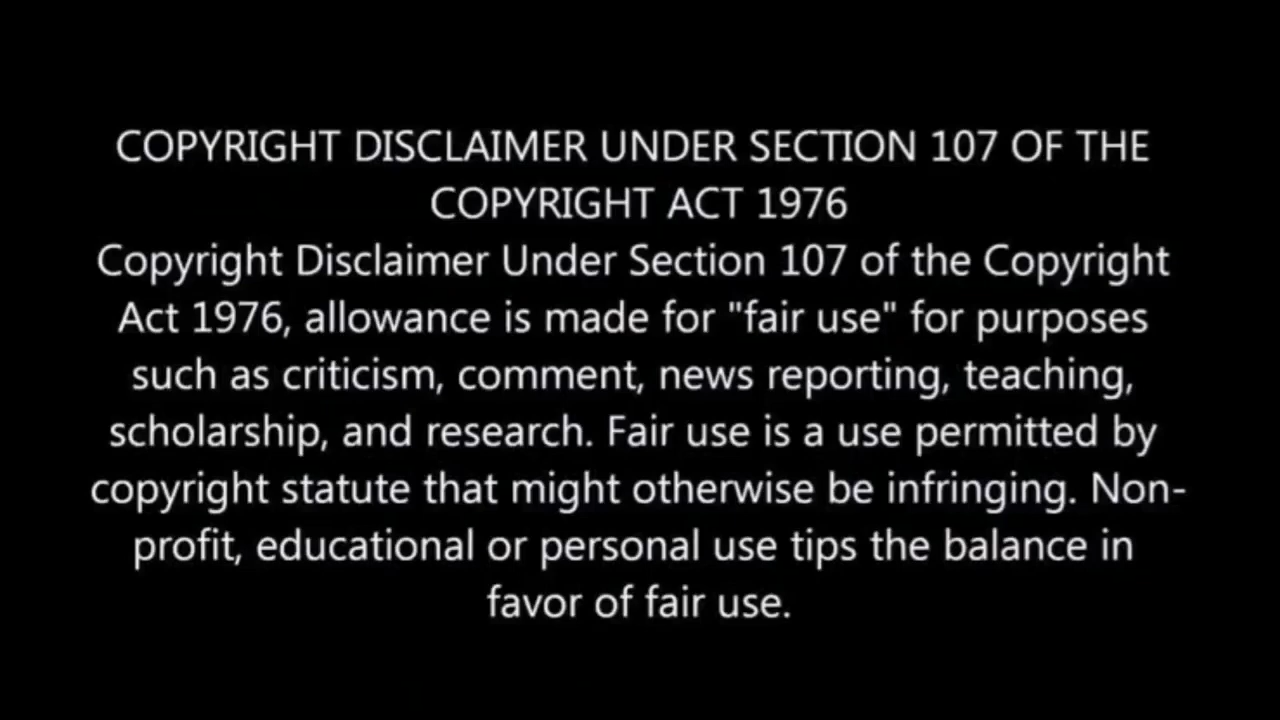 COPYRIGHT DISCLAIMER UNDER SECTION 107 OF THE
COPYRIGHT ACT 1976
Copyright Disclaimer Under Section 107 of the Copyright
Act 1976, allowance is made for "fair use" for purposes
such as criticism, comment, news reporting, teaching,
scholarship, and research. Fair use is a use permitted by
copyright statute that might otherwise be infringing. Non-
profit, educational or personal use tips the balance in
favor of fair use.